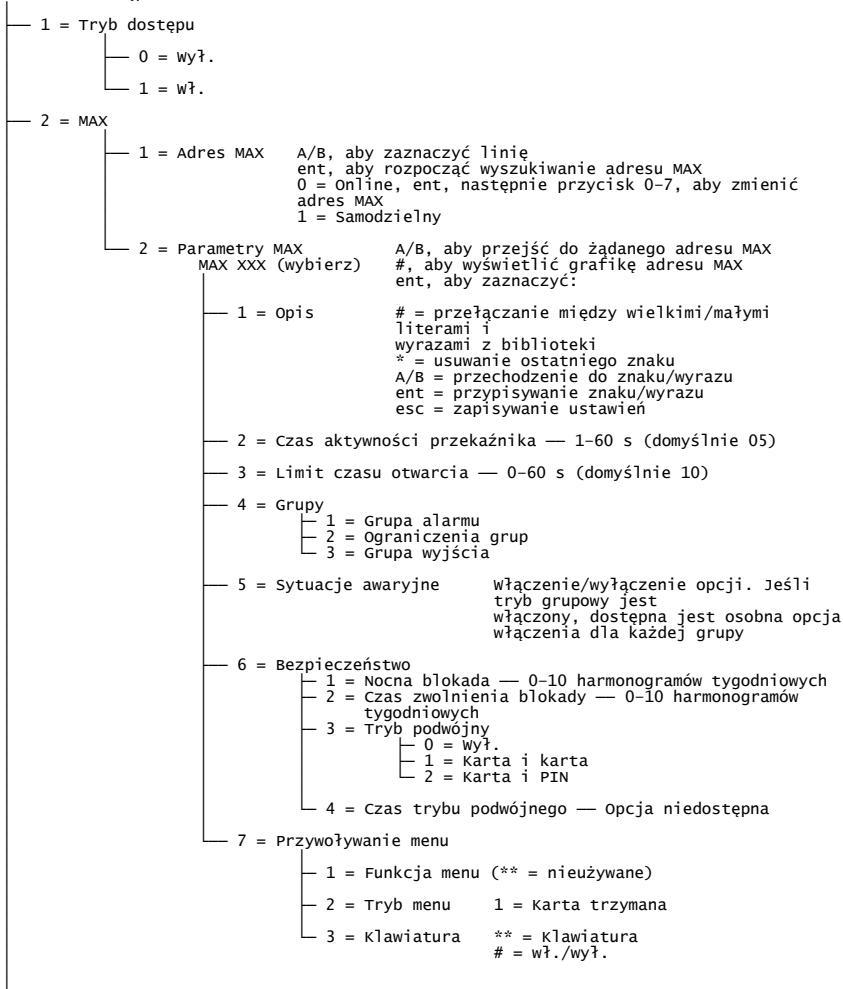 1 = Tryb dostępu
0 = Wył.
1 = Wł.
2 = MAX
1 = Adres MAX A/B, aby zaznaczyć linię
ent, aby rozpocząć wyszukiwanie adresu MAX
0 = Online, ent, następnie przycisk 0–7, aby zmienić
adres MAX
1 = Samodzielny
2 = Parametry MAX A/B, aby przejść do żądanego adresu MAX
MAX XXX (wybierz) #, aby wyświetlić grafikę adresu MAX
ent, aby zaznaczyć:
1 = Opis # = przełączanie między wielkimi/małymi
literami i
wyrazami z biblioteki
* = usuwanie ostatniego znaku
A/B = przechodzenie do znaku/wyrazu
ent = przypisywanie znaku/wyrazu
esc = zapisywanie ustawień
2 = Czas aktywności przekaźnika —— 1–60 s (domyślnie 05)
3 = Limit czasu otwarcia —— 0–60 s (domyślnie 10)
4 = Grupy
1 = Grupa alarmu
2 = Ograniczenia grup
3 = Grupa wyjścia
5 = Sytuacje awaryjne Włączenie/wyłączenie opcji. Jeśli
tryb grupowy jest
włączony, dostępna jest osobna opcja
włączenia dla każdej grupy
6 = Bezpieczeństwo
1 = Nocna blokada —— 0–10 harmonogramów tygodniowych
2 = Czas zwolnienia blokady —— 0–10 harmonogramów
tygodniowych
3 = Tryb podwójny
0 = Wył.
1 = Karta i karta
2 = Karta i PIN
4 = Czas trybu podwójnego —— Opcja niedostępna
7 = Przywoływanie menu
1 = Funkcja menu (** = nieużywane)
2 = Tryb menu 1 = Karta trzymana
3 = Klawiatura ** = Klawiatura
# = wł./wył.